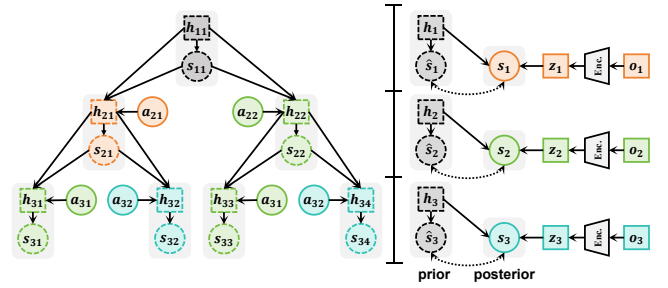 h₁₁
s₁₁
h₂₁ a₂₁ a₂₂ h₂₂
s₂₁ s₂₂
h₃₁ a₃₁ a₃₂ h₃₂ h₃₃ a₃₁ a₃₂ h₃₄
s₃₁ s₃₂ s₃₃ s₃₄
h₁
ŝ₁ s₁ z₁ Enc. o₁
h₂
ŝ₂ s₂ z₂ Enc. o₂
h₃
ŝ₃ s₃ z₃ Enc. o₃
prior posterior